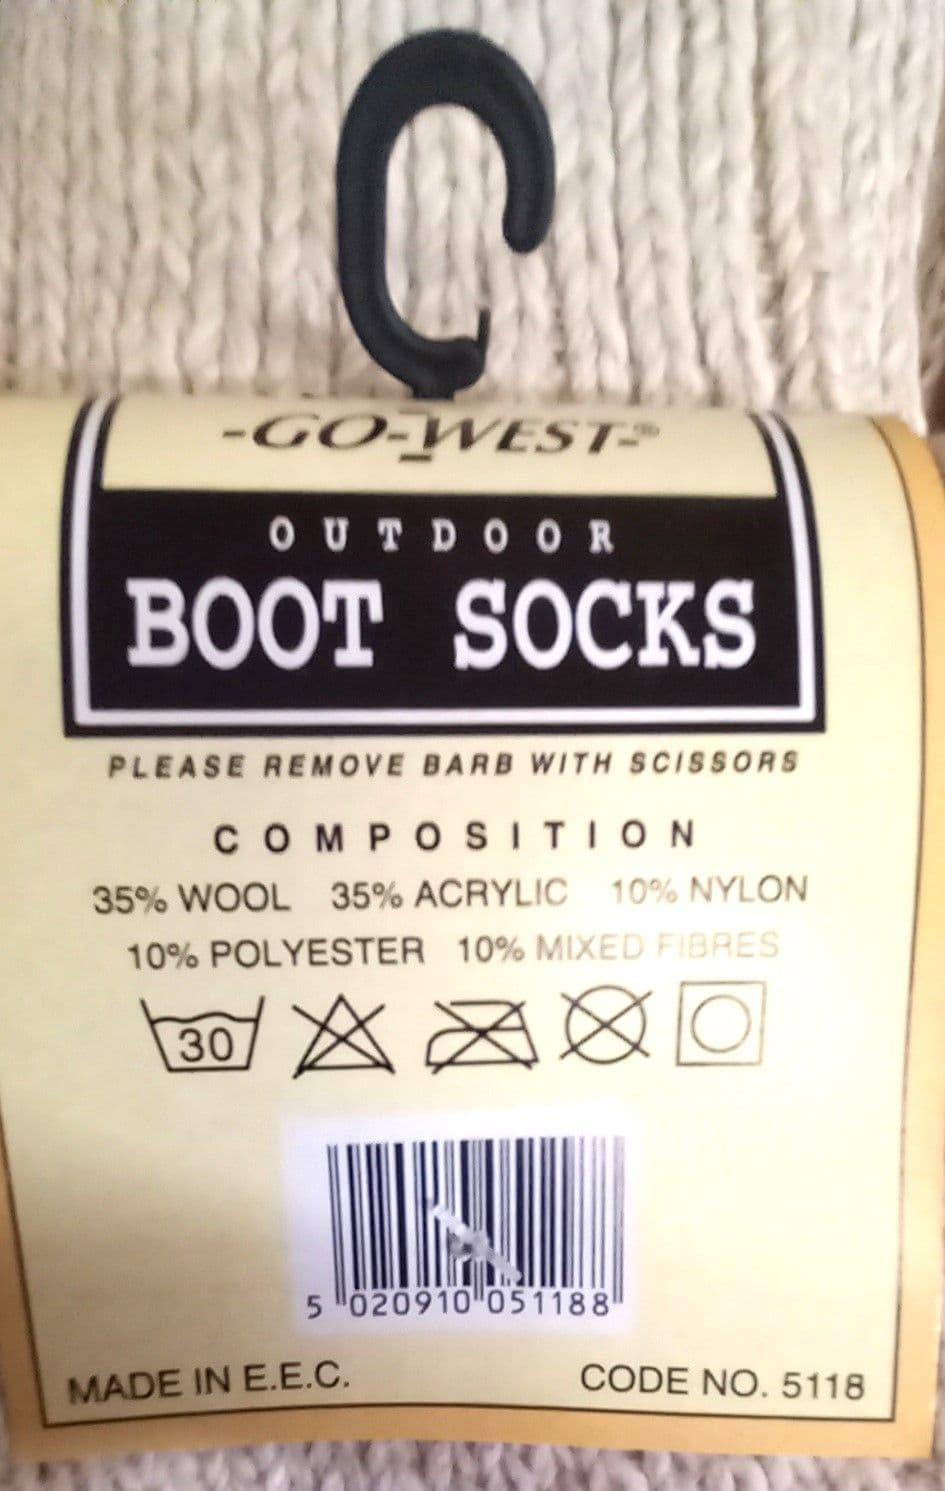 -GO-WEST-®
OUTDOOR
BOOT SOCKS
PLEASE REMOVE BARB WITH SCISSORS
COMPOSITION
35% WOOL 35% ACRYLIC 10% NYLON
10% POLYESTER 10% MIXED FIBRES
30
5 020910 051188
MADE IN E.E.C. CODE NO. 5118